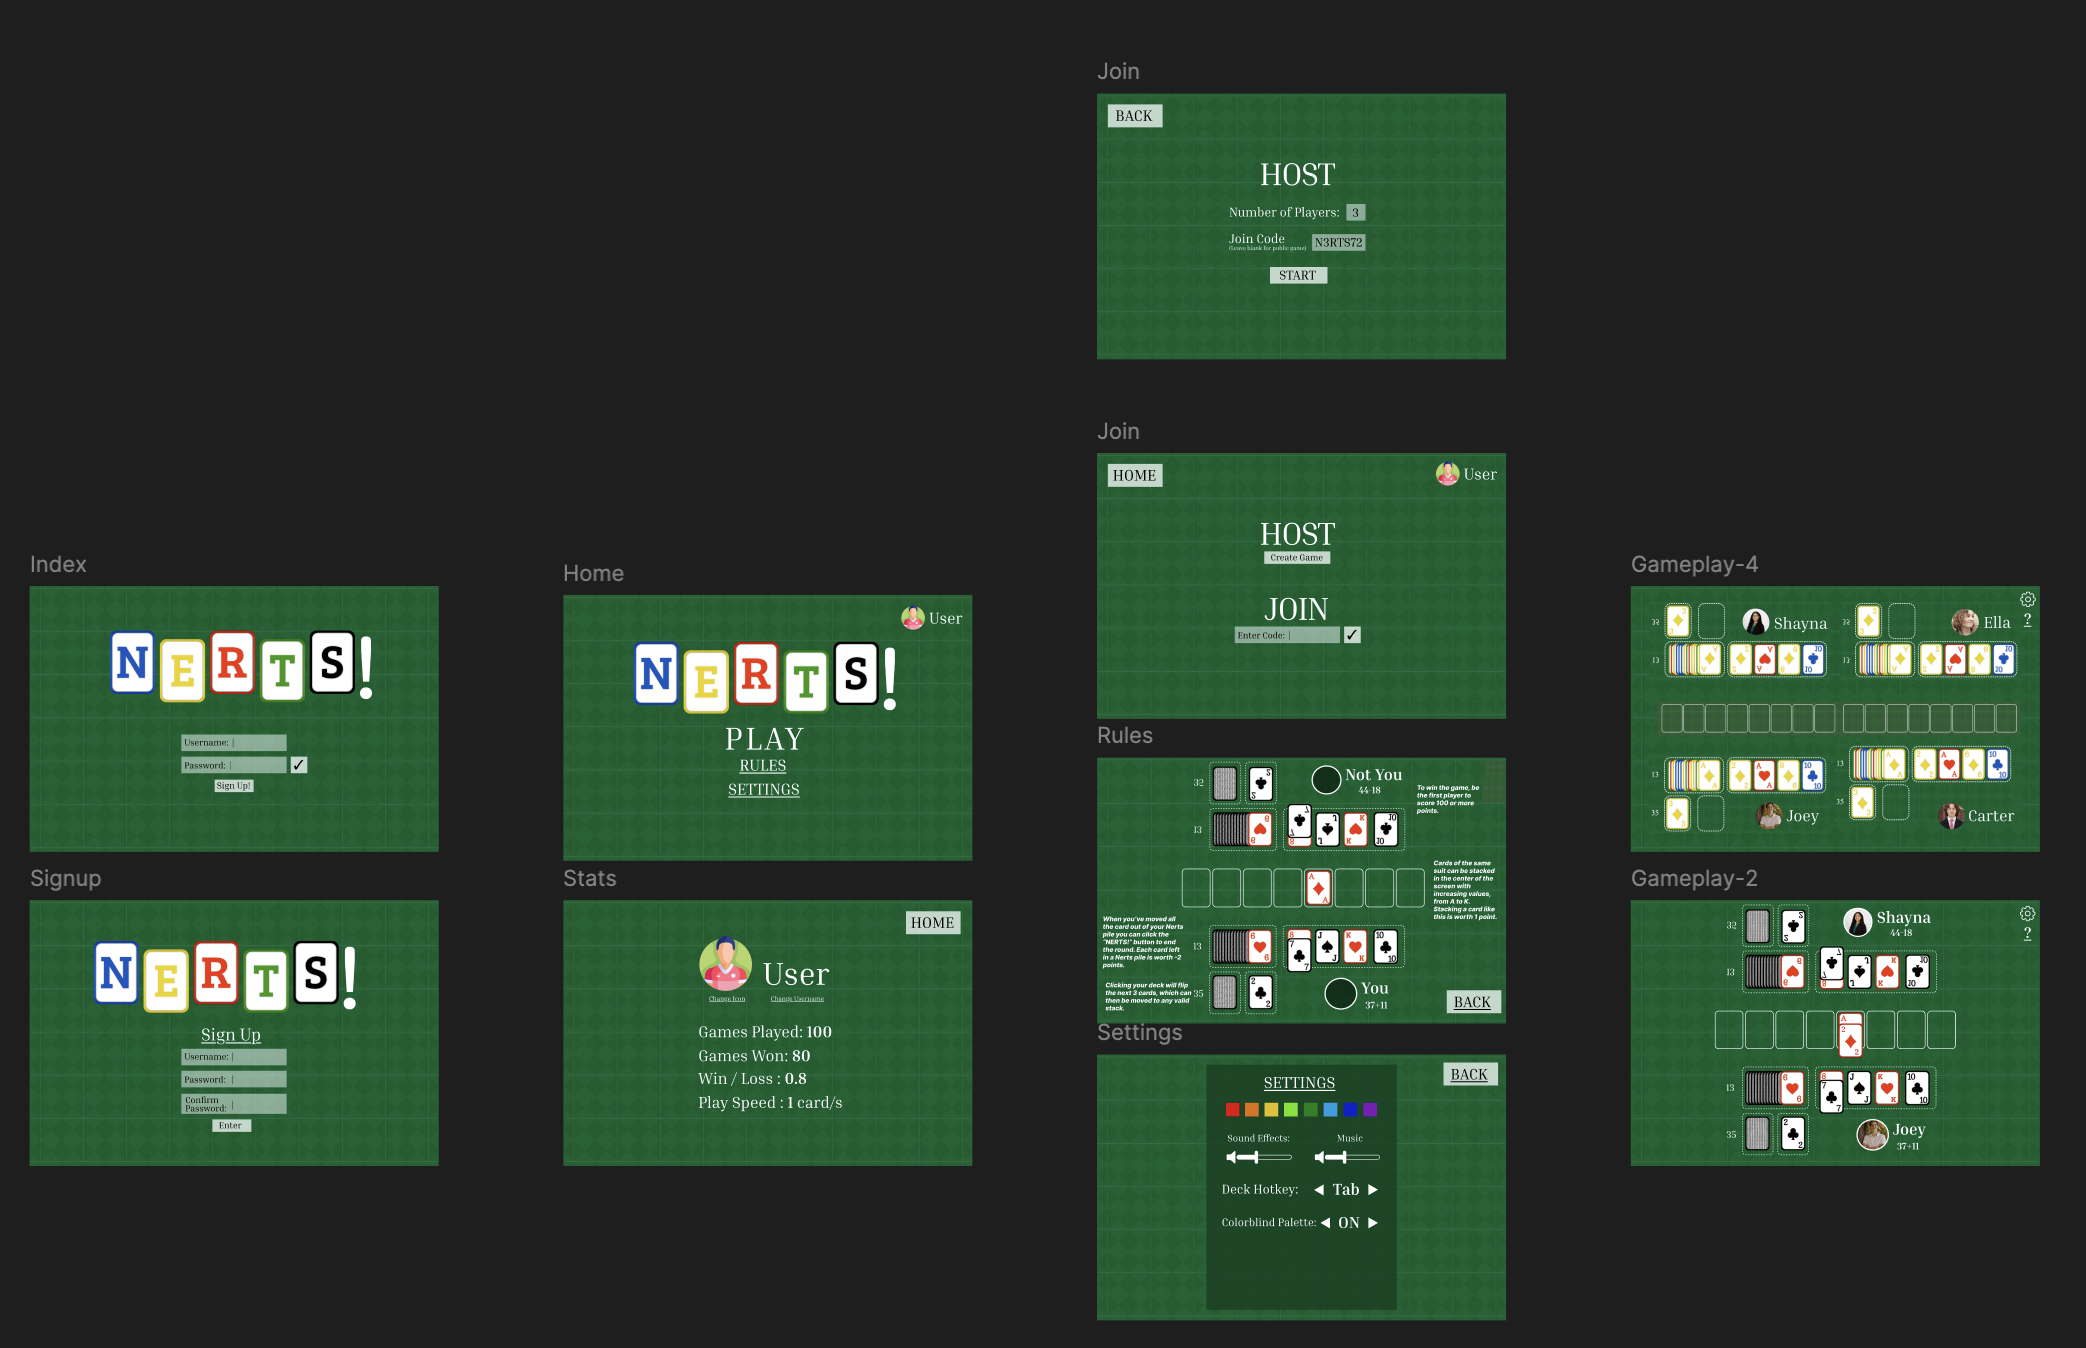 Index
NERTS!
Username: |
Password: |
✓
Sign Up!
Signup
NERTS!
Sign Up
Username: |
Password: |
Confirm
Password: |
Enter
Home
User
NERTS!
PLAY
RULES
SETTINGS
Stats
HOME
User
Change Icon
Change Username
Games Played: 100
Games Won: 80
Win / Loss : 0.8
Play Speed : 1 card/s
Join
BACK
HOST
Number of Players: 3
Join Code
(Leave blank for public game)
N3RTS72
START
Join
HOME
User
HOST
Create Game
JOIN
Enter Code: |
✓
Rules
32
Not You
44-18
To win the game, be
the first player to
score 100 or more
points.
13
Cards of the same
suit can be stacked
in the center of the
screen with
increasing values,
from A to K.
Stacking a card like
this is worth 1 point.
When you've moved all
the card out of your Nerts
pile you can click the
"NERTS!" button to end
the round. Each card left
in a Nerts pile is worth -2
points.
13
Clicking your deck will flip
the next 3 cards, which can
then be moved to any valid
stack.
35
You
37+11
BACK
Settings
SETTINGS
BACK
Sound Effects:
Music
Deck Hotkey: Tab
Colorblind Palette: ON
Gameplay-4
32
Shayna
32
Ella
?
13
13
13
13
35
Joey
35
Carter
Gameplay-2
32
Shayna
44-18
?
13
13
35
Joey
37+11